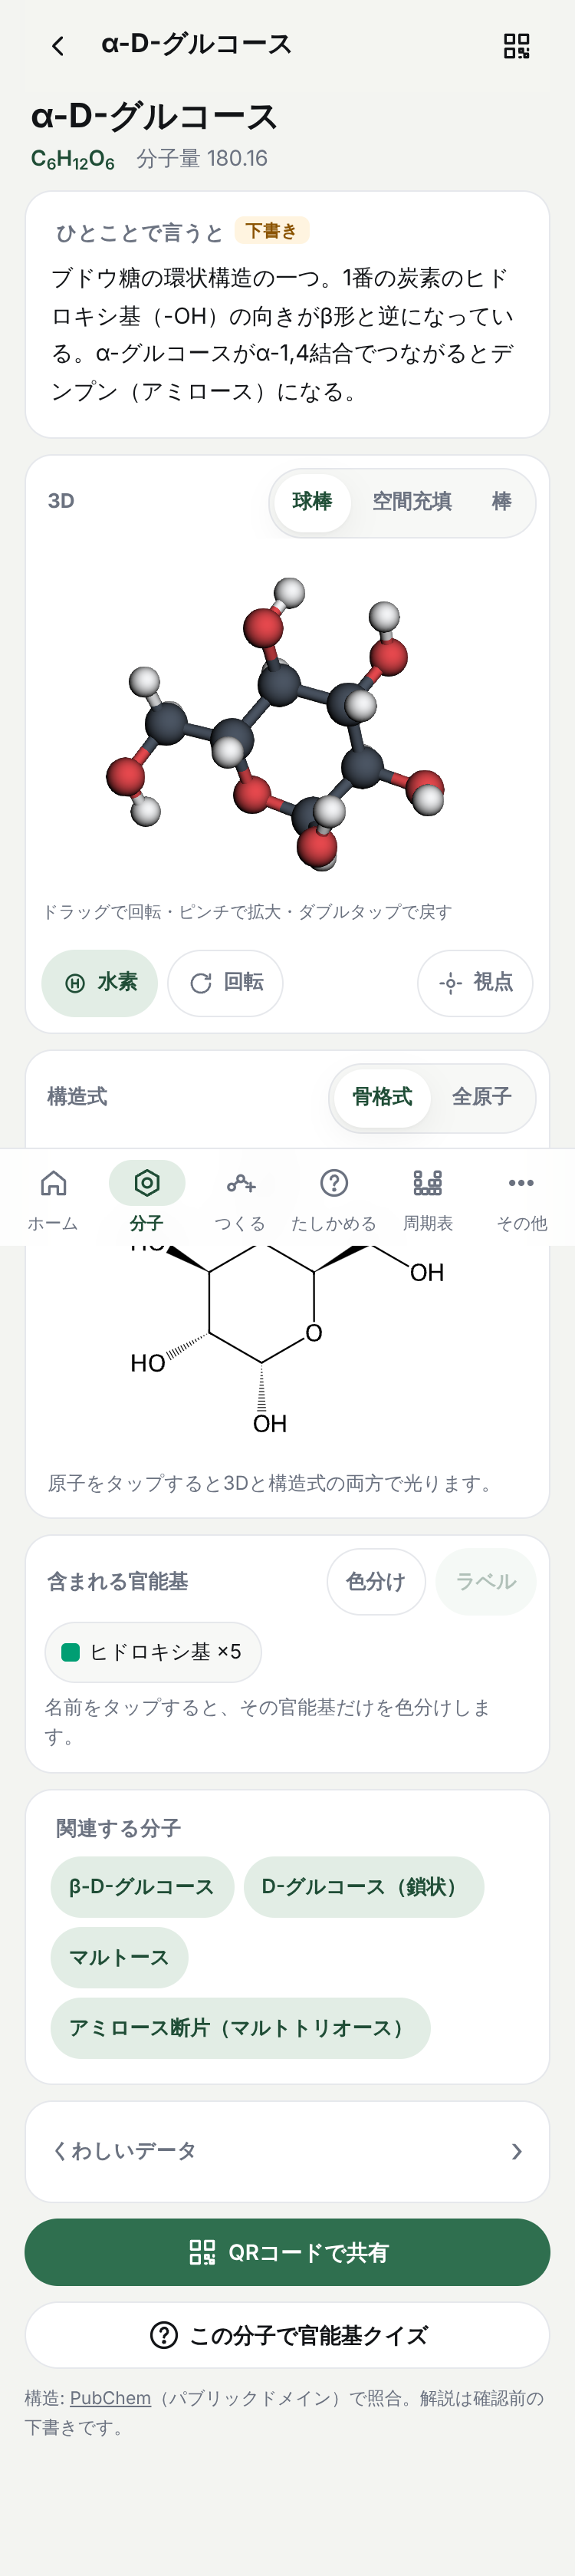 α-D-グルコース
α-D-グルコース
C₆H₁₂O₆ 分子量 180.16
ひとことで言うと 下書き
ブドウ糖の環状構造の一つ。1番の炭素のヒド
ロキシ基（-OH）の向きがβ形と逆になってい
る。α-グルコースがα-1,4結合でつながるとデ
ンプン（アミロース）になる。
3D 球棒 空間充填 棒
ドラッグで回転・ピンチで拡大・ダブルタップで戻す
H 水素 回転 視点
構造式 骨格式 全原子
ホーム 分子 つくる たしかめる 周期表 その他
HO
OH
O
HO
OH
原子をタップすると3Dと構造式の両方で光ります。
含まれる官能基 色分け ラベル
ヒドロキシ基 ×5
名前をタップすると、その官能基だけを色分けしま
す。
関連する分子
β-D-グルコース D-グルコース（鎖状）
マルトース
アミロース断片（マルトトリオース）
くわしいデータ
QRコードで共有
この分子で官能基クイズ
構造: PubChem（パブリックドメイン）で照合。解説は確認前の
下書きです。